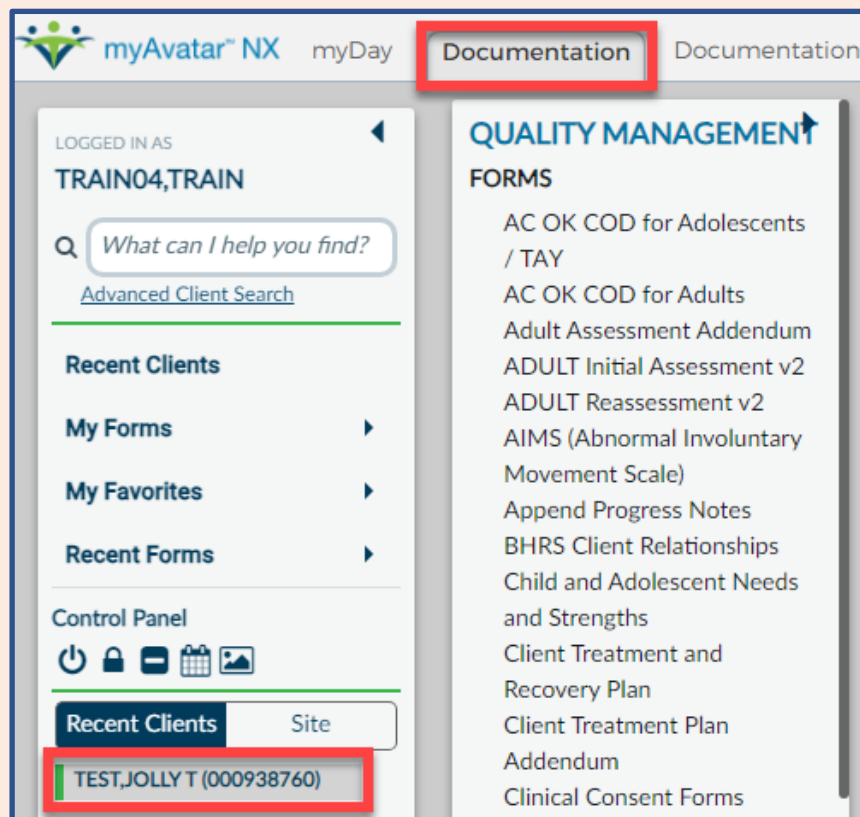 myAvatar™ NX myDay Documentation Documentation
LOGGED IN AS
TRAIN04,TRAIN
What can I help you find?
Advanced Client Search
Recent Clients
My Forms
My Favorites
Recent Forms
Control Panel
Recent Clients Site
TEST,JOLLY T (000938760)
QUALITY MANAGEMENT
FORMS
AC OK COD for Adolescents
/ TAY
AC OK COD for Adults
Adult Assessment Addendum
ADULT Initial Assessment v2
ADULT Reassessment v2
AIMS (Abnormal Involuntary
Movement Scale)
Append Progress Notes
BHRS Client Relationships
Child and Adolescent Needs
and Strengths
Client Treatment and
Recovery Plan
Client Treatment Plan
Addendum
Clinical Consent Forms